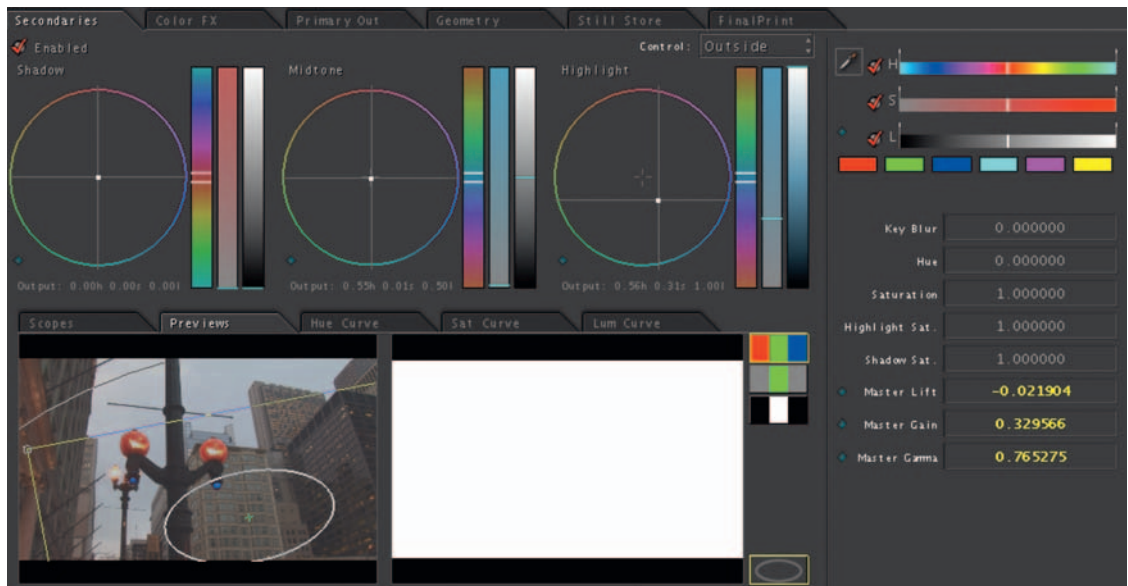 Secondaries
Color FX
Primary Out
Geometry
Still Store
FinalPrint
Enabled
Control: Outside
Shadow
Midtone
Highlight
H
S
L
Output: 0.00h 0.00s 0.00l
Output: 0.55h 0.01s 0.50l
Output: 0.56h 0.31s 1.00l
Key Blur 0.000000
Hue 0.000000
Saturation 1.000000
Highlight Sat. 1.000000
Shadow Sat. 1.000000
Master Lift -0.021904
Master Gain 0.329566
Master Gamma 0.765275
Scopes
Previews
Hue Curve
Sat Curve
Lum Curve